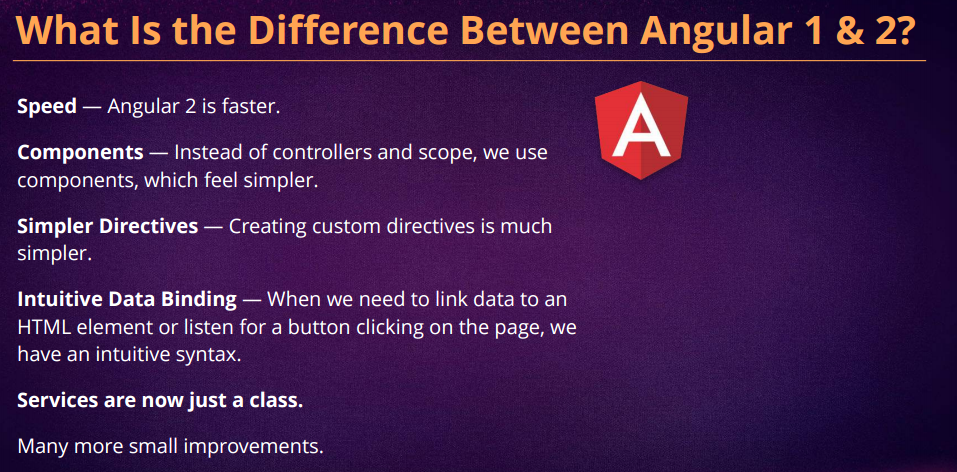 What Is the Difference Between Angular 1 & 2?
Speed — Angular 2 is faster.
Components — Instead of controllers and scope, we use
components, which feel simpler.
Simpler Directives — Creating custom directives is much
simpler.
Intuitive Data Binding — When we need to link data to an
HTML element or listen for a button clicking on the page, we
have an intuitive syntax.
Services are now just a class.
Many more small improvements.
A